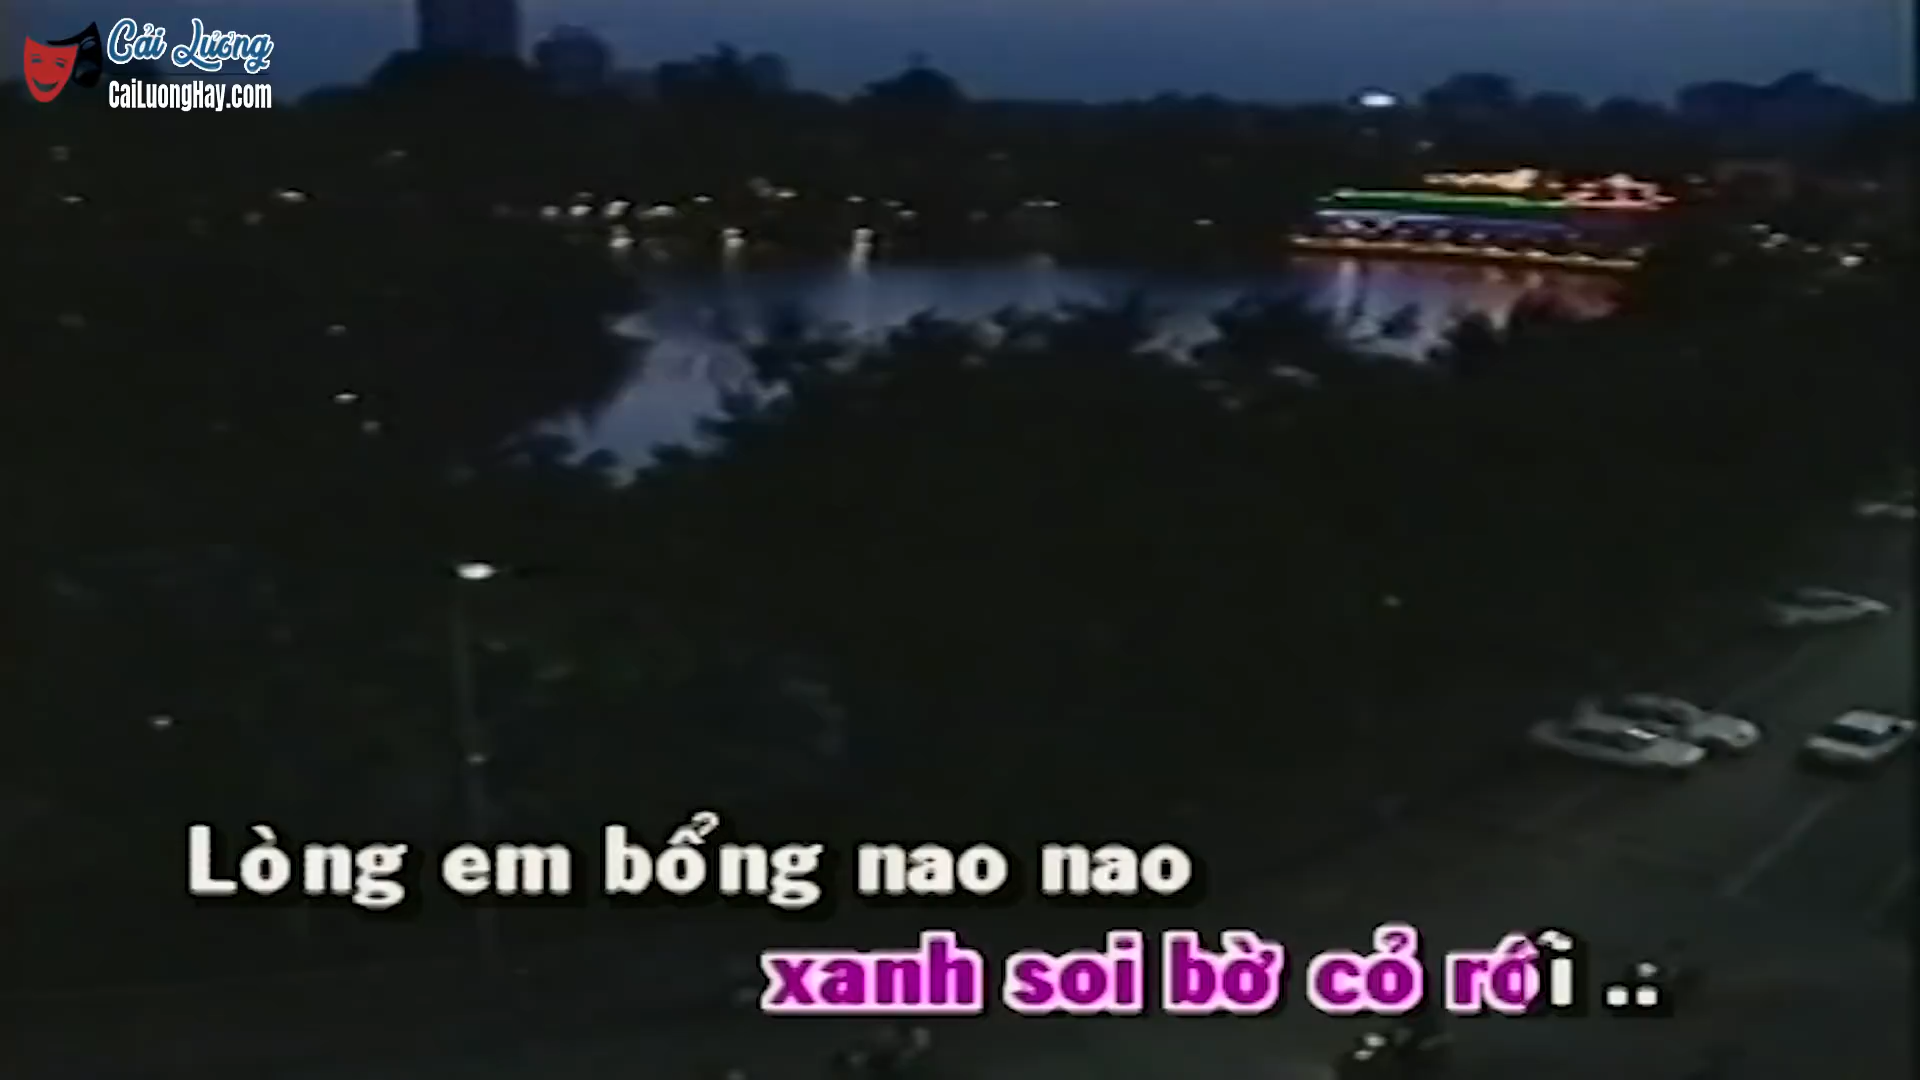 Cải Lương
CaiLuongHay.com
Lòng em bổng nao nao
xanh soi bờ cỏ rối ..